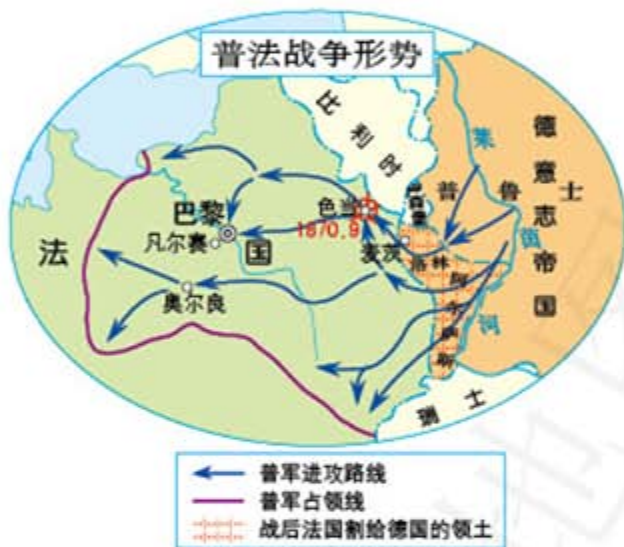 普法战争形势
比利时
德意志帝国
莱茵河
卢森堡
普鲁士
色当
1870.9
巴黎
凡尔赛
法国
麦茨
洛林
阿尔萨斯
奥尔良
瑞士
普军进攻路线
普军占领线
战后法国割给德国的领土